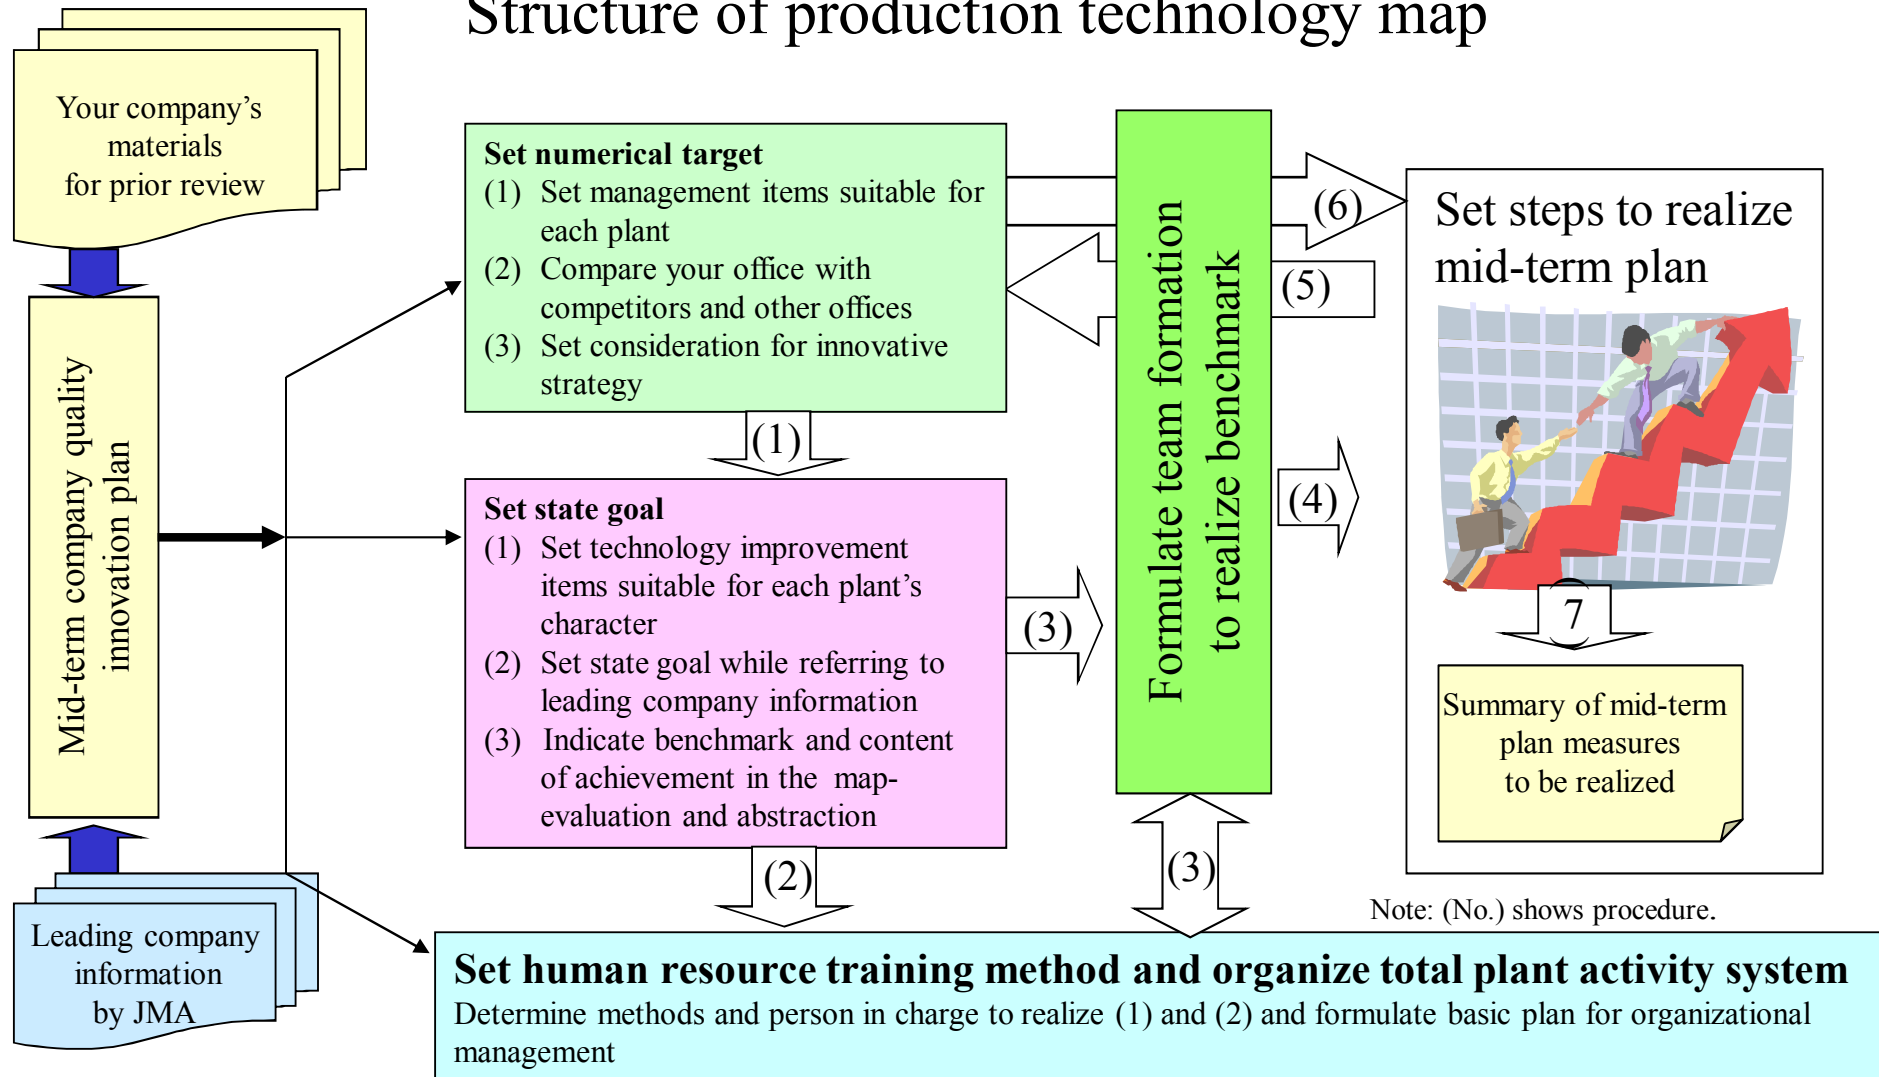 Structure of production technology map
Your company’s
materials
for prior review
Mid-term company quality
innovation plan
Leading company
information
by JMA
Set numerical target
(1) Set management items suitable for
each plant
(2) Compare your office with
competitors and other offices
(3) Set consideration for innovative
strategy
(1)
Set state goal
(1) Set technology improvement
items suitable for each plant’s
character
(2) Set state goal while referring to
leading company information
(3) Indicate benchmark and content
of achievement in the map-
evaluation and abstraction
(2)
(3)
Formulate team formation
to realize benchmark
(6)
(5)
(4)
(3)
Set steps to realize
mid-term plan
7
Summary of mid-term
plan measures
to be realized
Note: (No.) shows procedure.
Set human resource training method and organize total plant activity system
Determine methods and person in charge to realize (1) and (2) and formulate basic plan for organizational
management